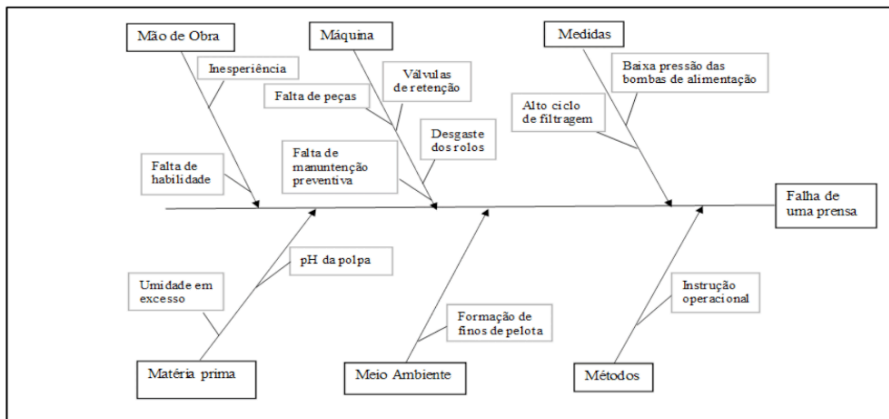 Mão de Obra
Máquina
Medidas
Inesperiência
Válvulas
de retenção
Baixa pressão das
bombas de alimentação
Falta de peças
Alto ciclo
de filtragem
Desgaste
dos rolos
Falta de
habilidade
Falta de
manuntenção
preventiva
Falha de
uma prensa
pH da polpa
Umidade em
excesso
Instrução
operacional
Formação de
finos de pelota
Matéria prima
Meio Ambiente
Métodos